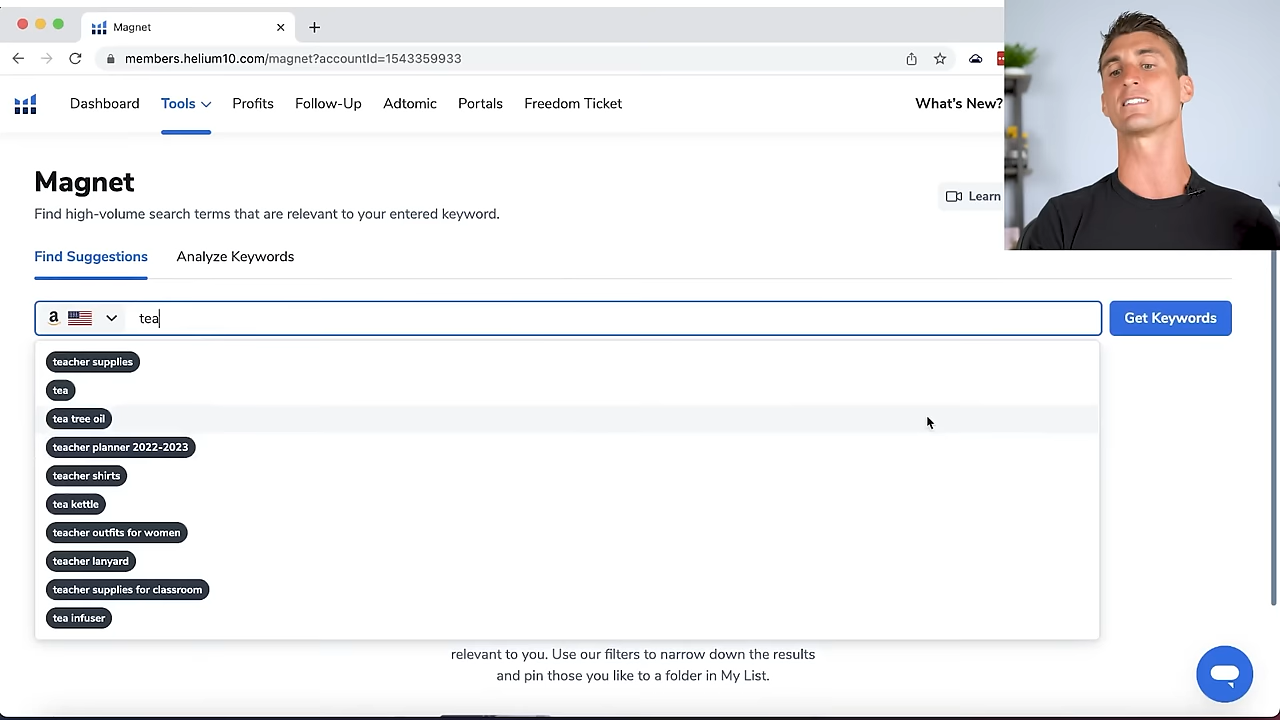 Magnet
members.helium10.com/magnet?accountId=1543359933
Dashboard Tools Profits Follow-Up Adtomic Portals Freedom Ticket What's New?
Magnet
Find high-volume search terms that are relevant to your entered keyword.
Learn
Find Suggestions Analyze Keywords
a tea Get Keywords
teacher supplies
tea
tea tree oil
teacher planner 2022-2023
teacher shirts
tea kettle
teacher outfits for women
teacher lanyard
teacher supplies for classroom
tea infuser
relevant to you. Use our filters to narrow down the results
and pin those you like to a folder in My List.